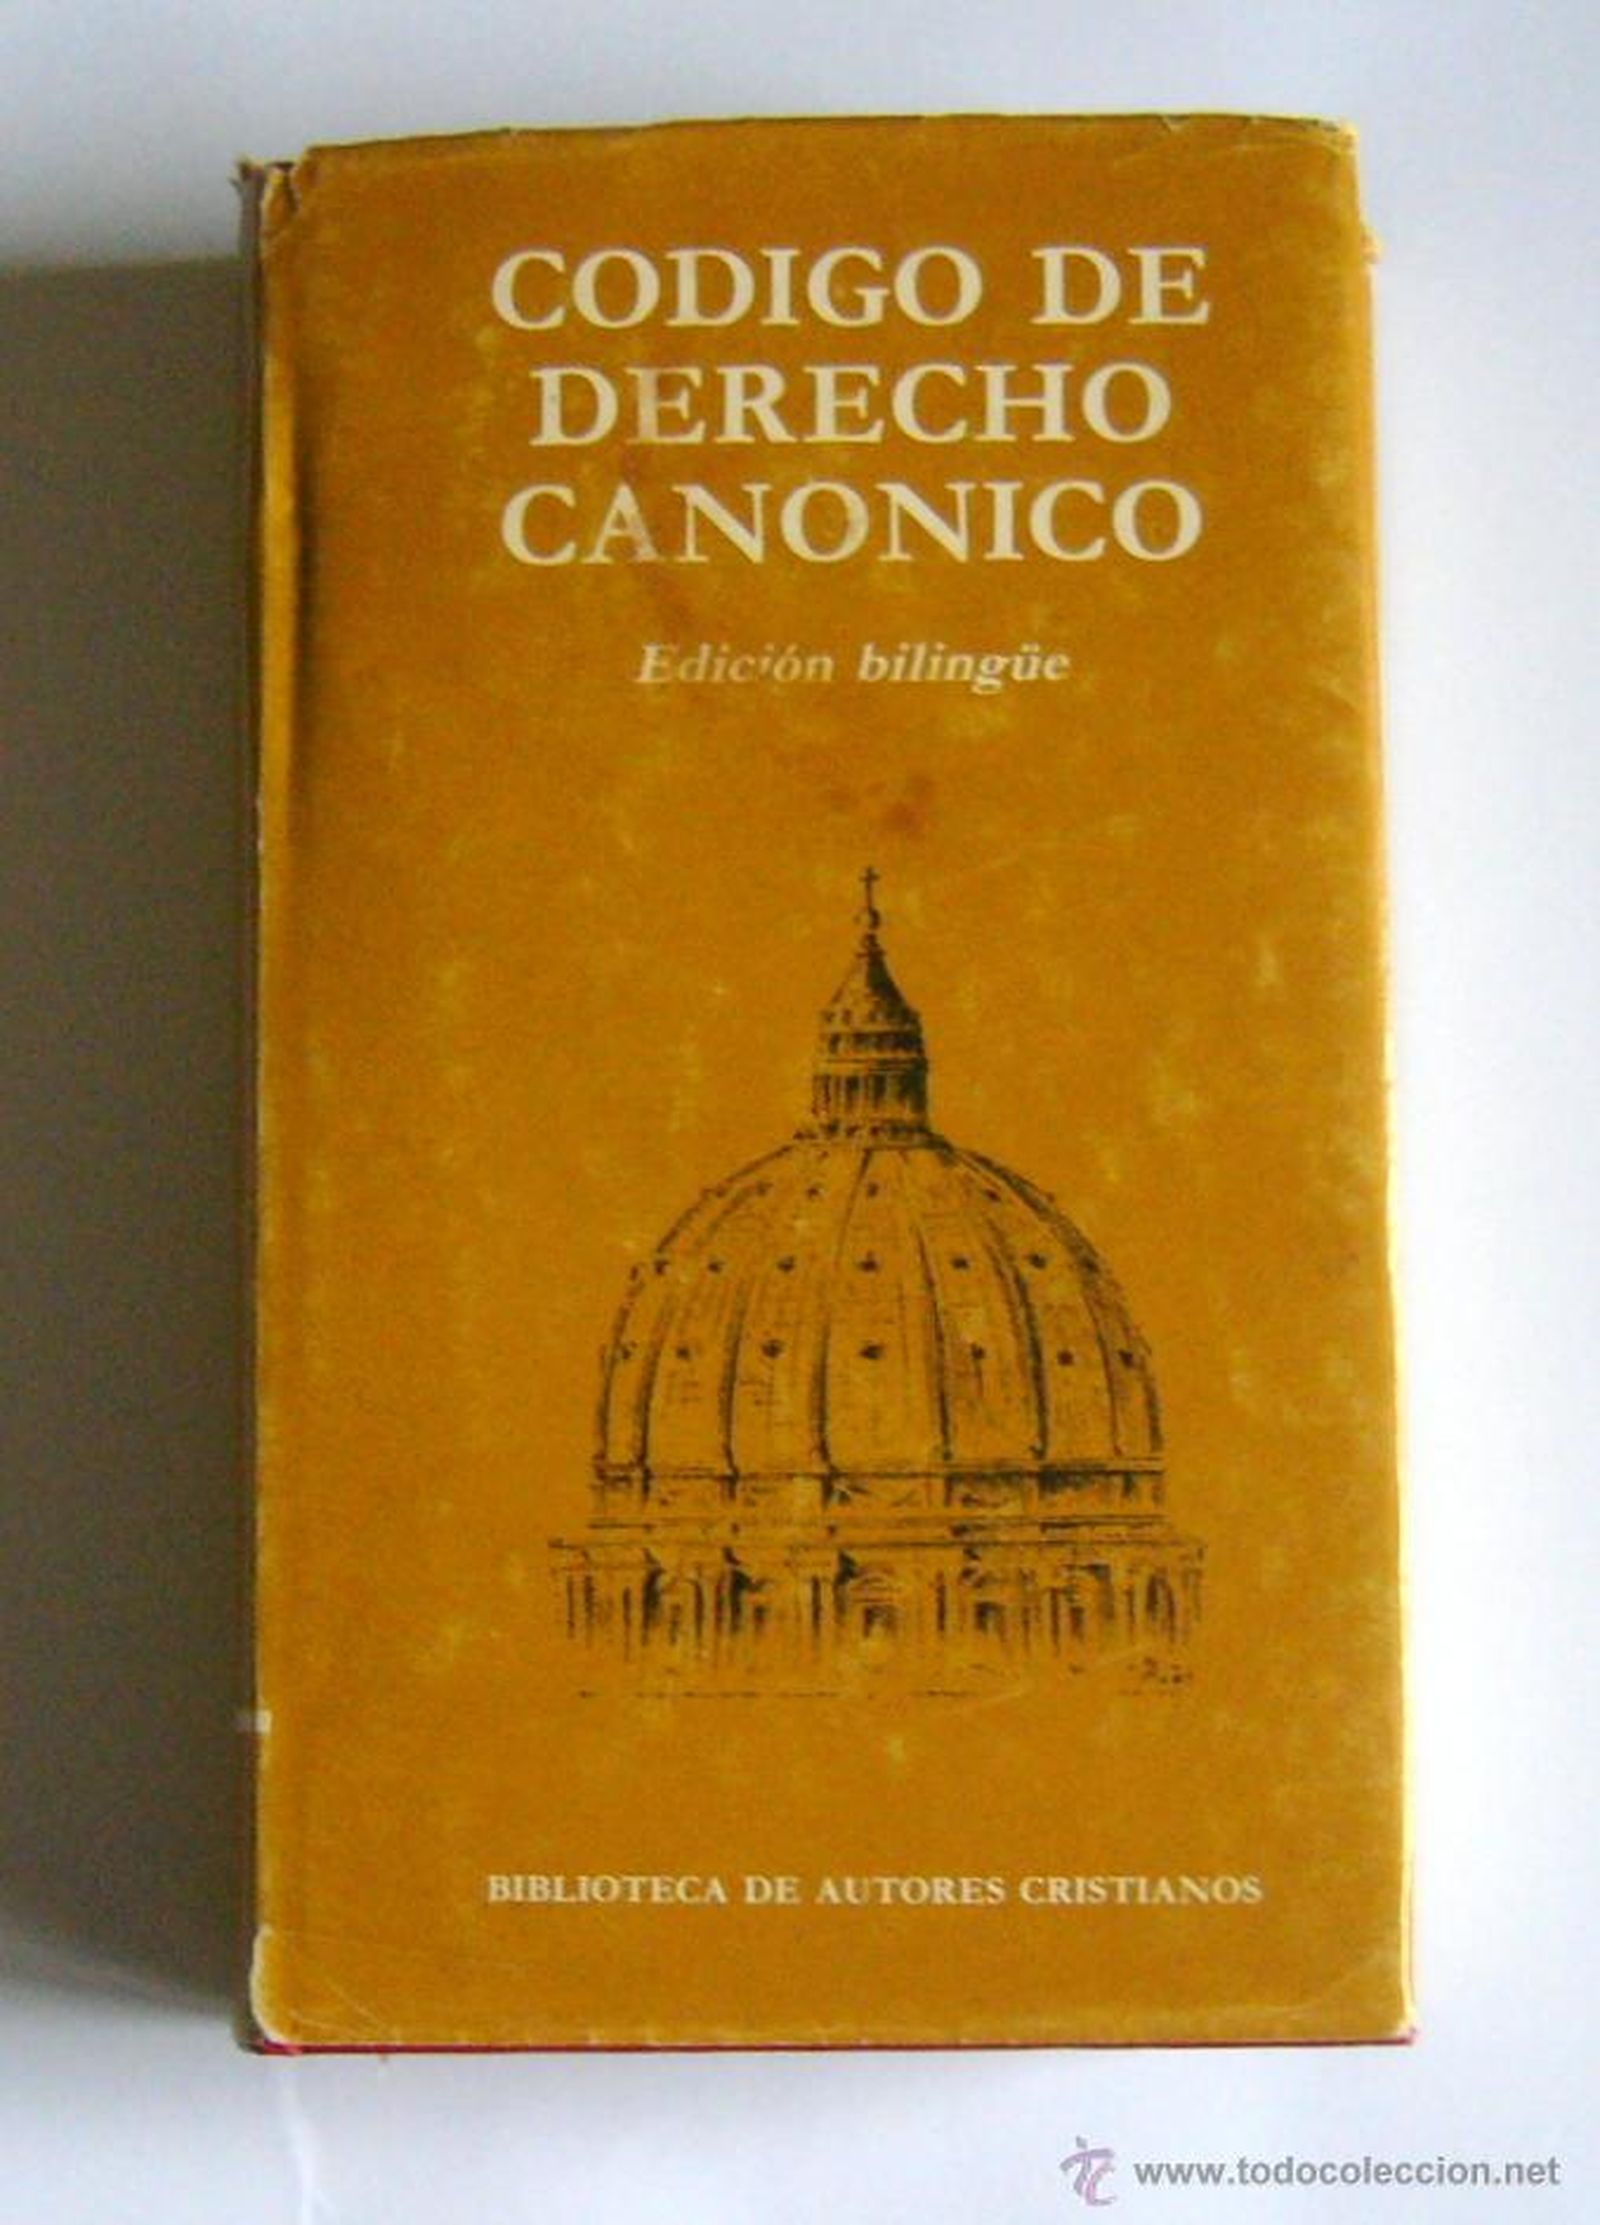 CODIGO DE
DERECHO
CANONICO
Edición bilingüe
BIBLIOTECA DE AUTORES CRISTIANOS
www.todocoleccion.net